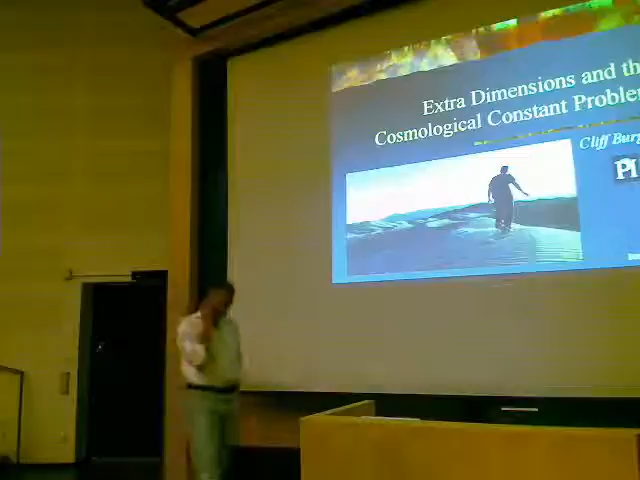 Extra Dimensions and th
Cosmological Constant Proble
Cliff Burg
PI